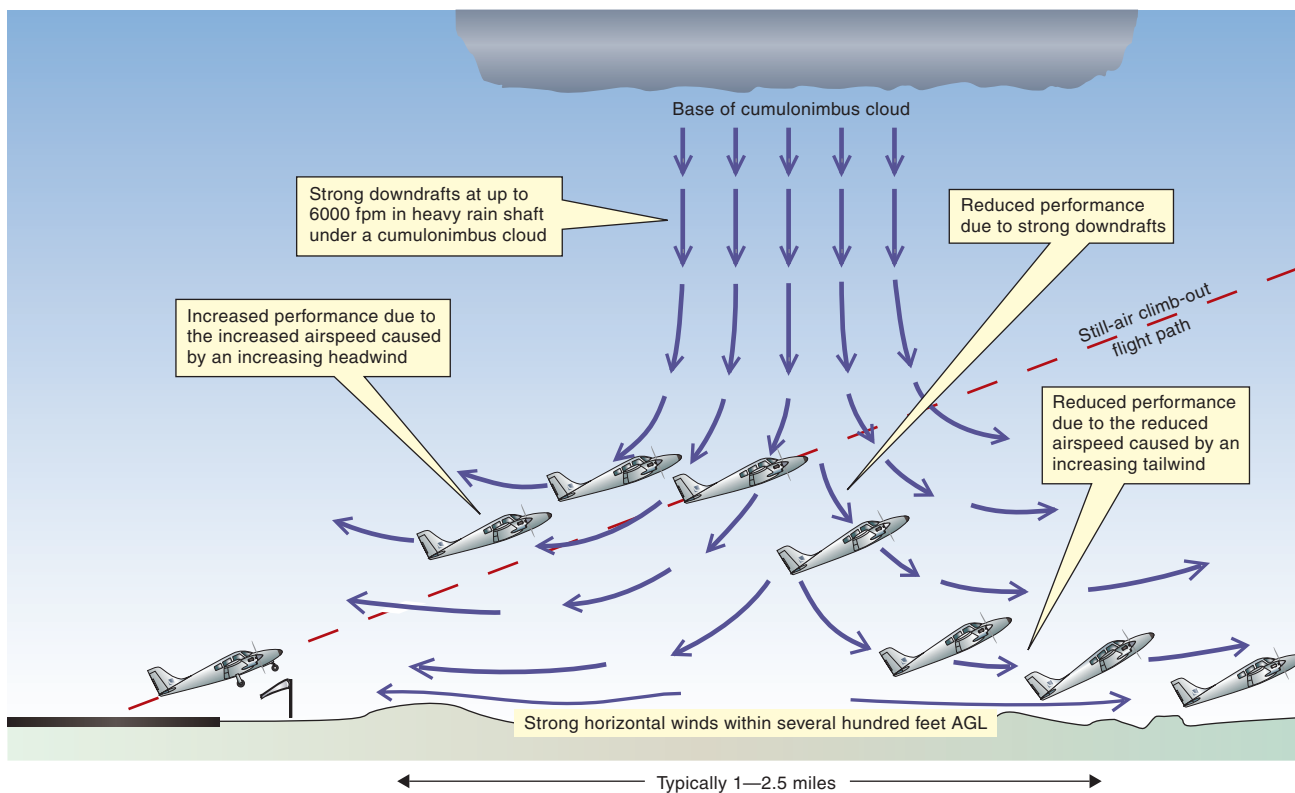 Base of cumulonimbus cloud
Strong downdrafts at up to
6000 fpm in heavy rain shaft
under a cumulonimbus cloud
Reduced performance
due to strong downdrafts
Increased performance due to
the increased airspeed caused
by an increasing headwind
Still-air climb-out
flight path
Reduced performance
due to the reduced
airspeed caused by an
increasing tailwind
Strong horizontal winds within several hundred feet AGL
Typically 1—2.5 miles